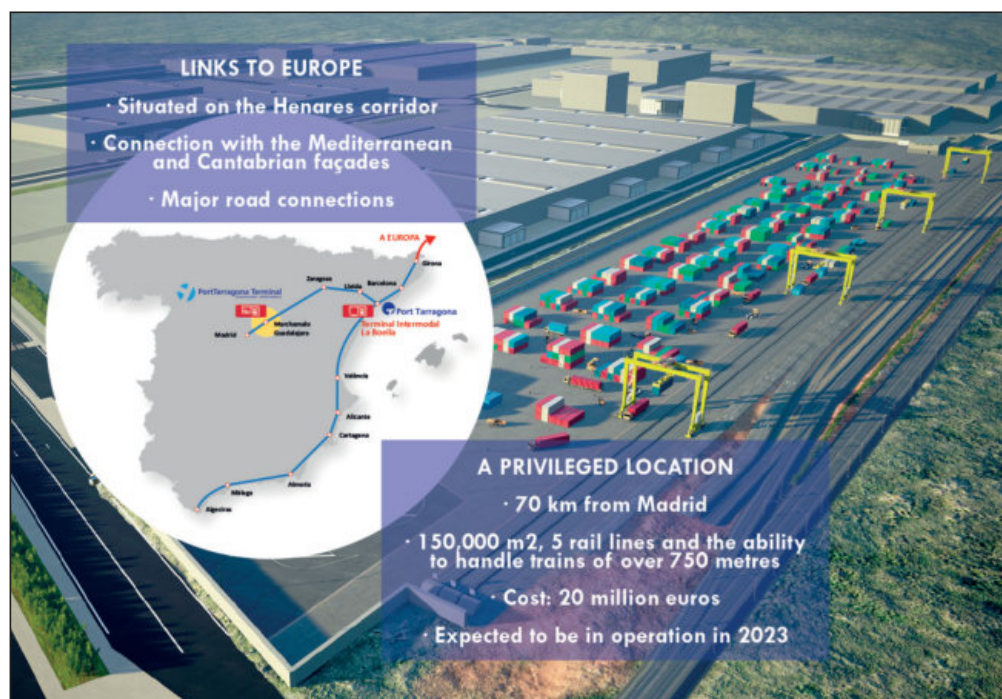 LINKS TO EUROPE
· Situated on the Henares corridor
· Connection with the Mediterranean
and Cantabrian façades
· Major road connections
A EUROPA
Girona
Barcelona
Lleida
Zaragoza
PortTarragona Terminal
Port Tarragona
Terminal Intermodal
La Boella
Marchamalo
Guadalajara
Madrid
València
Alicante
Cartagena
Almería
Málaga
Algeciras
A PRIVILEGED LOCATION
· 70 km from Madrid
· 150,000 m2, 5 rail lines and the ability
to handle trains of over 750 metres
· Cost: 20 million euros
· Expected to be in operation in 2023